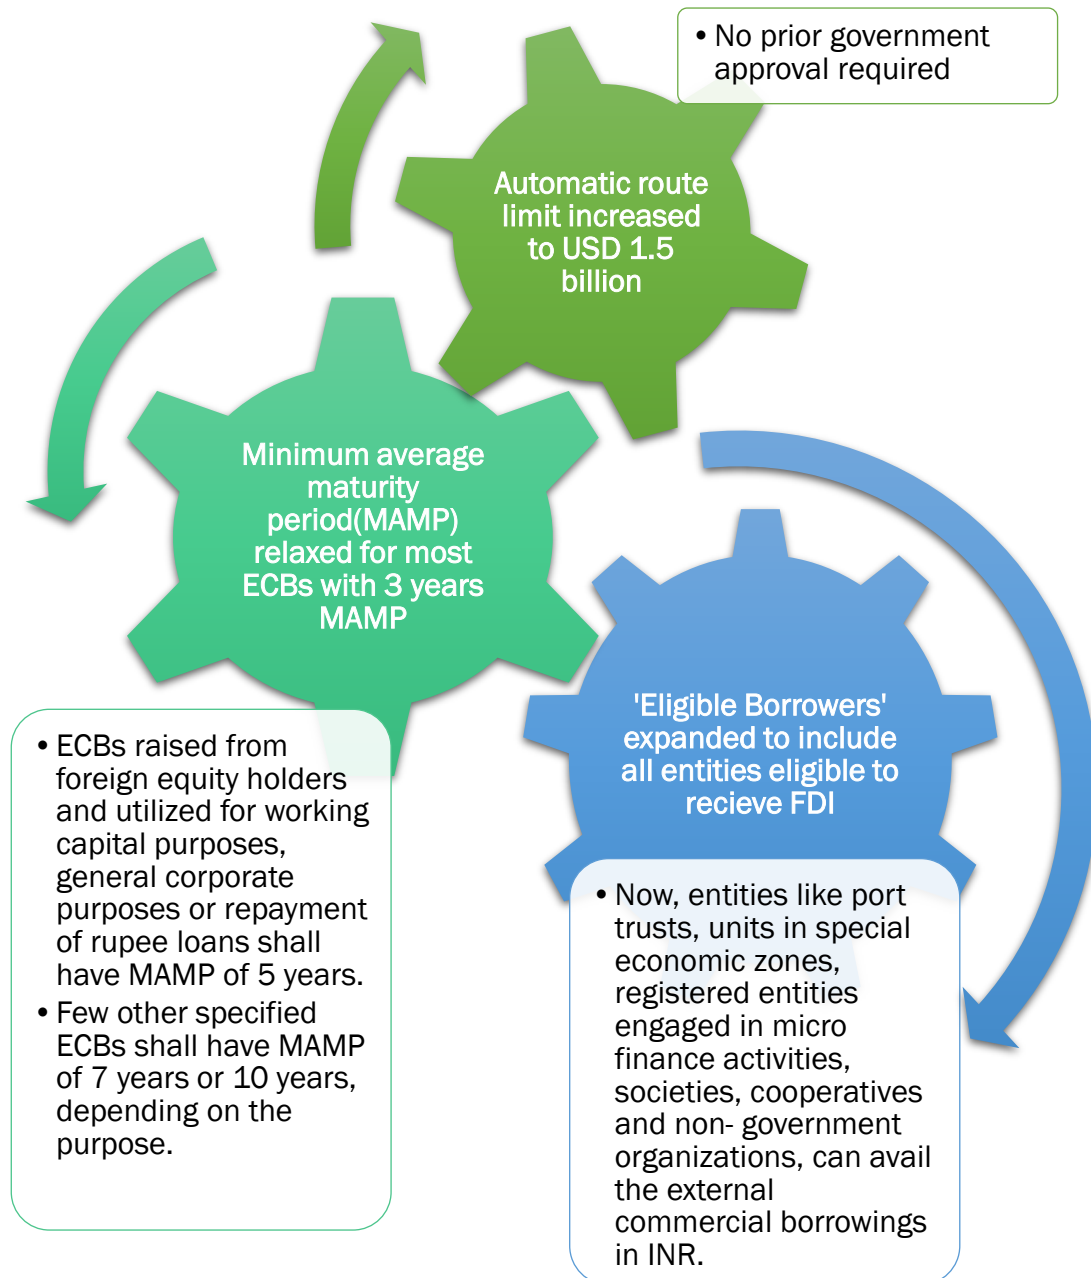 • No prior government
approval required
Automatic route
limit increased
to USD 1.5
billion
Minimum average
maturity
period(MAMP)
relaxed for most
ECBs with 3 years
MAMP
• ECBs raised from
foreign equity holders
and utilized for working
capital purposes,
general corporate
purposes or repayment
of rupee loans shall
have MAMP of 5 years.
• Few other specified
ECBs shall have MAMP
of 7 years or 10 years,
depending on the
purpose.
'Eligible Borrowers'
expanded to include
all entities eligible to
recieve FDI
• Now, entities like port
trusts, units in special
economic zones,
registered entities
engaged in micro
finance activities,
societies, cooperatives
and non- government
organizations, can avail
the external
commercial borrowings
in INR.